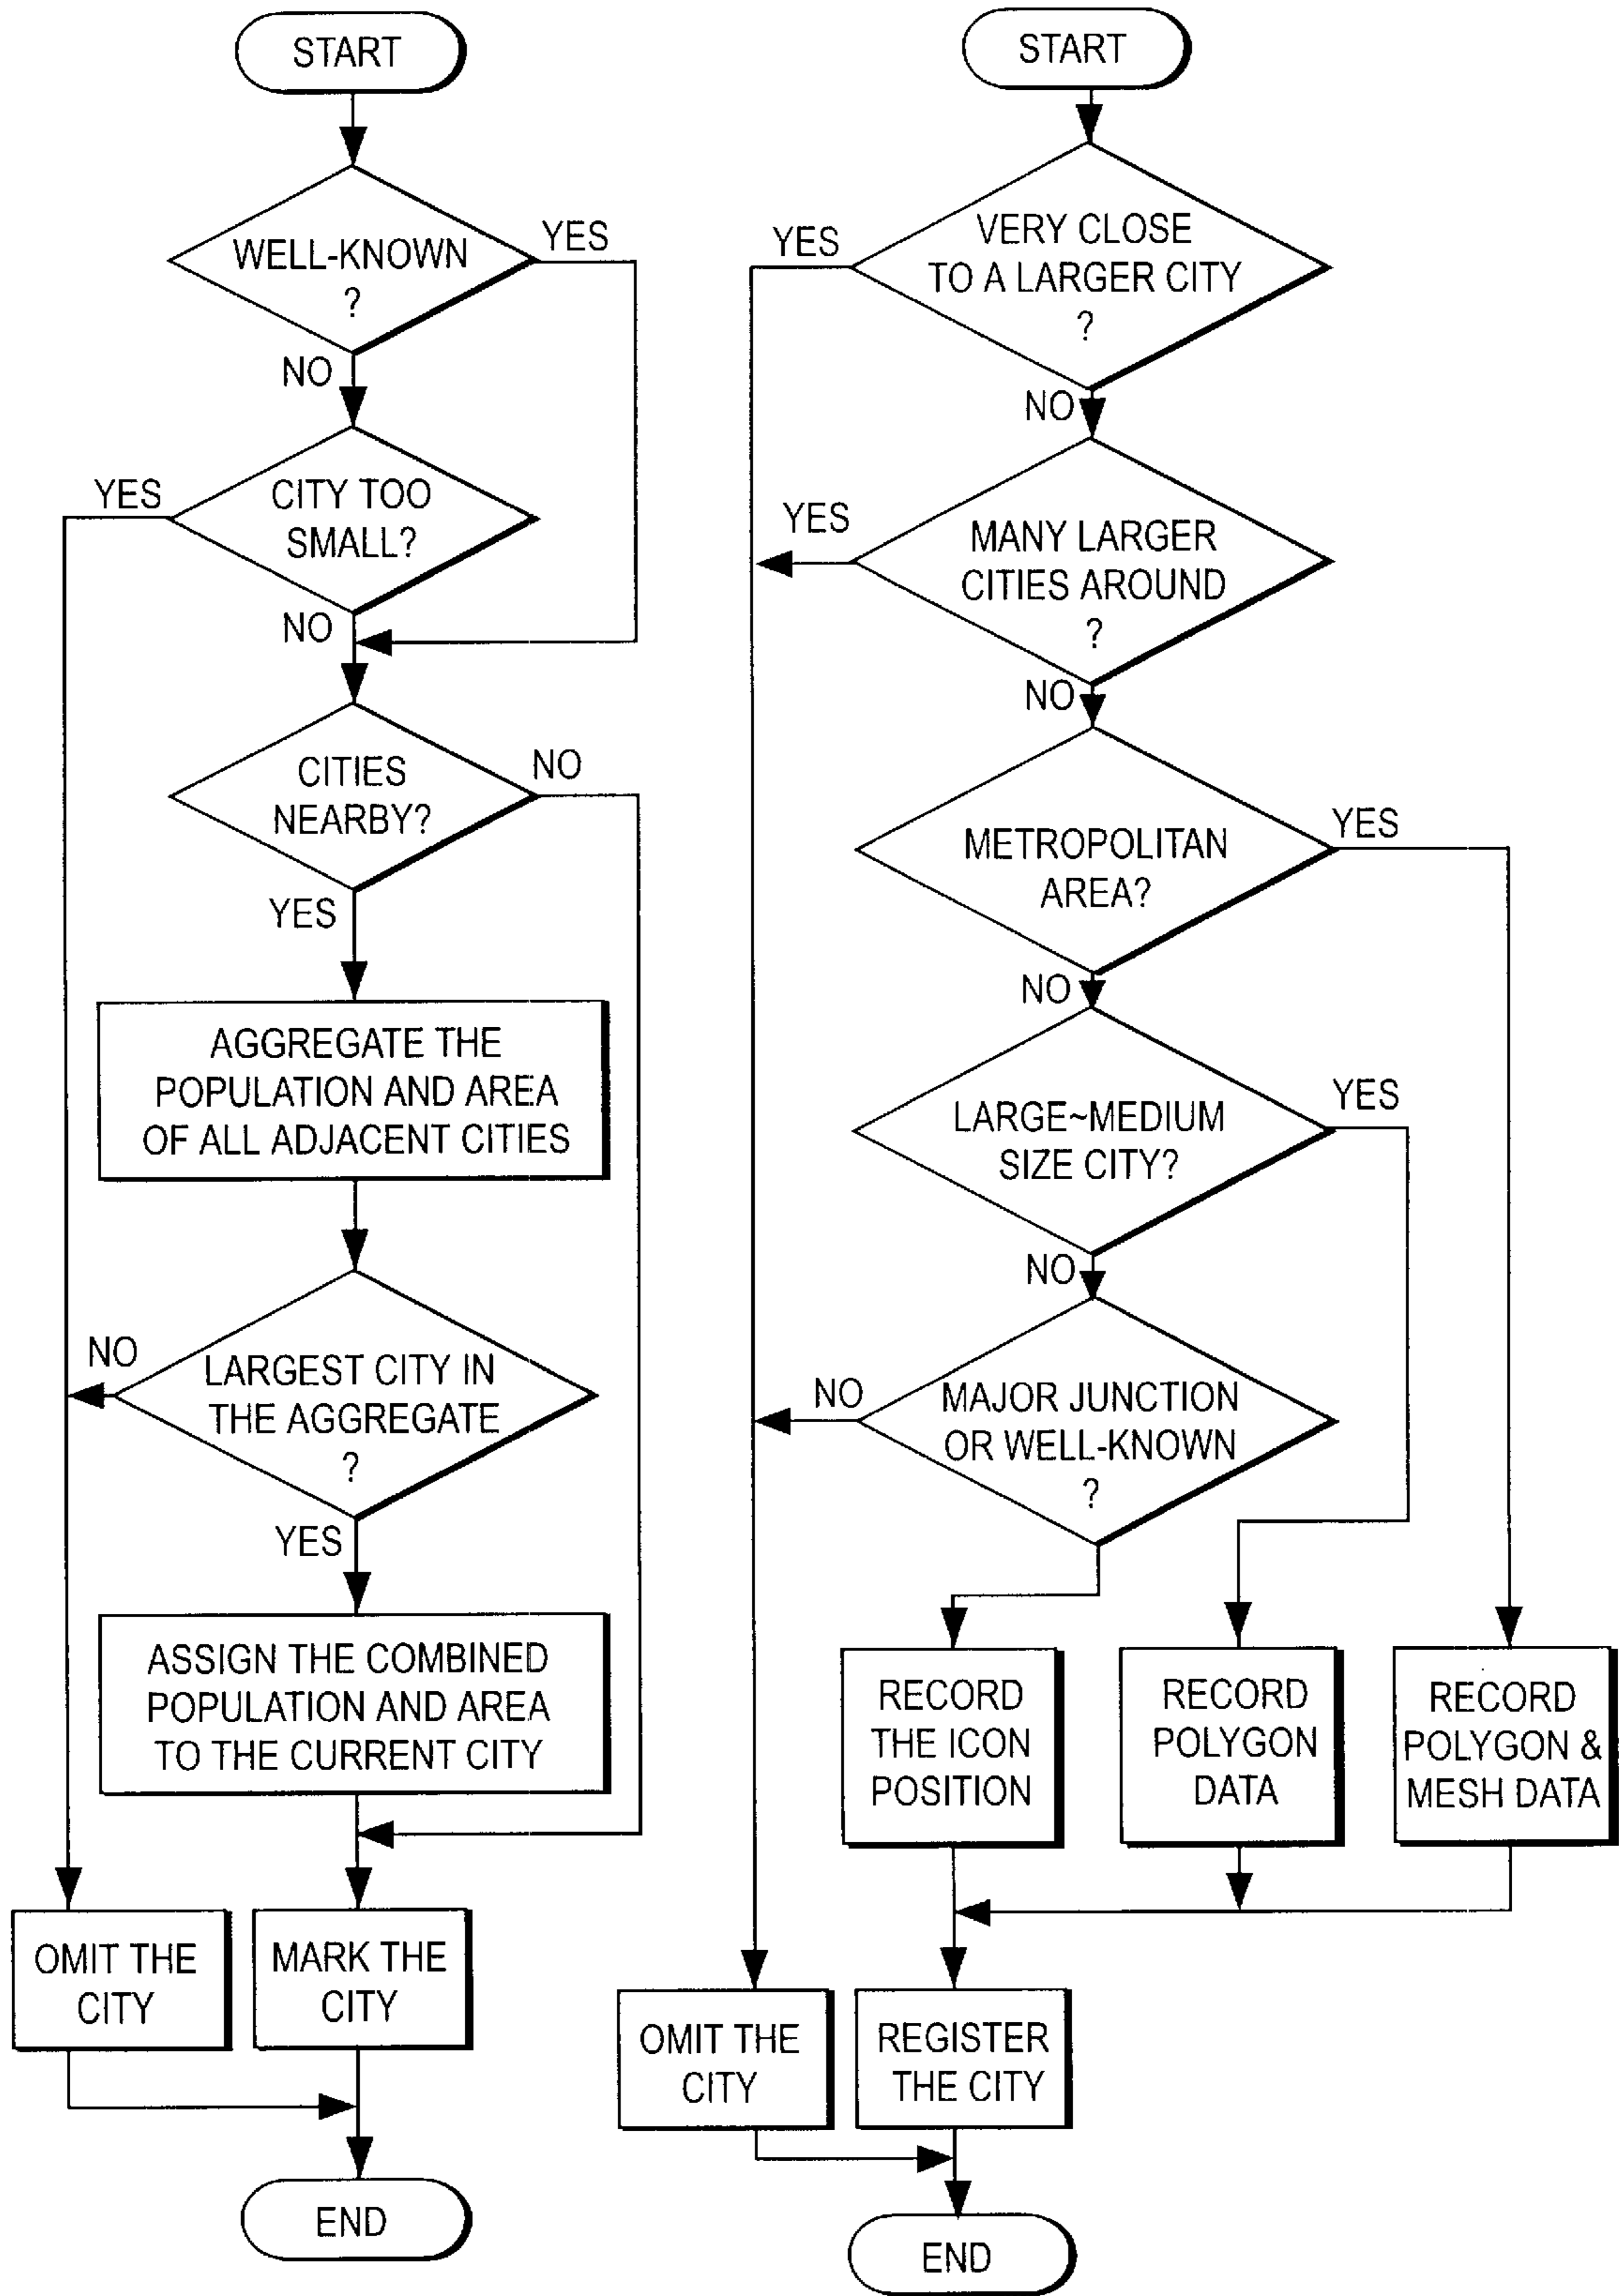 START
WELL-KNOWN
?
YES
NO
CITY TOO
SMALL?
YES
NO
CITIES
NEARBY?
NO
YES
AGGREGATE THE
POPULATION AND AREA
OF ALL ADJACENT CITIES
LARGEST CITY IN
THE AGGREGATE
?
NO
YES
ASSIGN THE COMBINED
POPULATION AND AREA
TO THE CURRENT CITY
OMIT THE
CITY
MARK THE
CITY
END
START
VERY CLOSE
TO A LARGER CITY
?
YES
NO
MANY LARGER
CITIES AROUND
?
YES
NO
METROPOLITAN
AREA?
YES
NO
LARGE~MEDIUM
SIZE CITY?
YES
NO
MAJOR JUNCTION
OR WELL-KNOWN
?
NO
RECORD
THE ICON
POSITION
RECORD
POLYGON
DATA
RECORD
POLYGON &
MESH DATA
OMIT THE
CITY
REGISTER
THE CITY
END